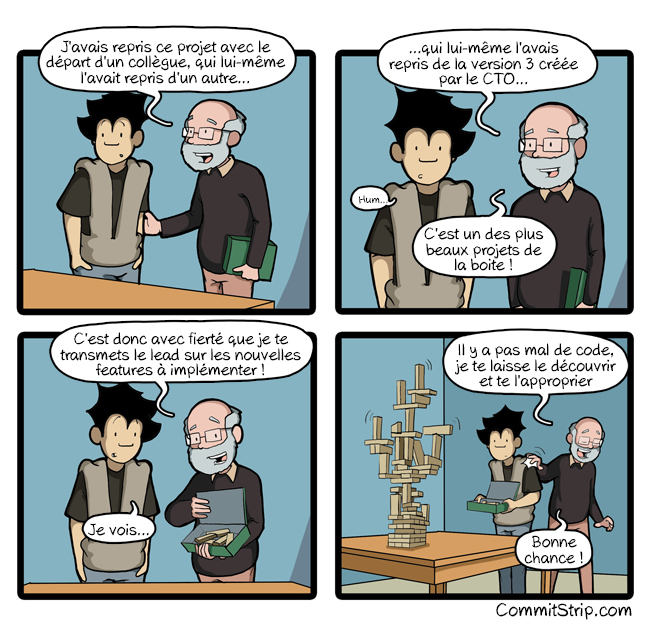 J'avais repris ce projet avec le
départ d'un collègue, qui lui-même
l'avait repris d'un autre...
...qui lui-même l'avais
repris de la version 3 créée
par le CTO...
Hum...
C'est un des plus
beaux projets de
la boite !
C'est donc avec fierté que je te
transmets le lead sur les nouvelles
features à implémenter !
Je vois...
Il y a pas mal de code,
je te laisse le découvrir
et te l'approprier
Bonne
chance !
CommitStrip.com